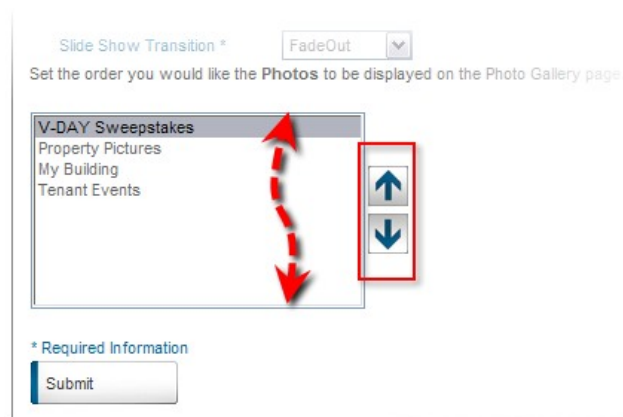 Slide Show Transition * FadeOut
Set the order you would like the Photos to be displayed on the Photo Gallery page
V-DAY Sweepstakes
Property Pictures
My Building
Tenant Events
* Required Information
Submit